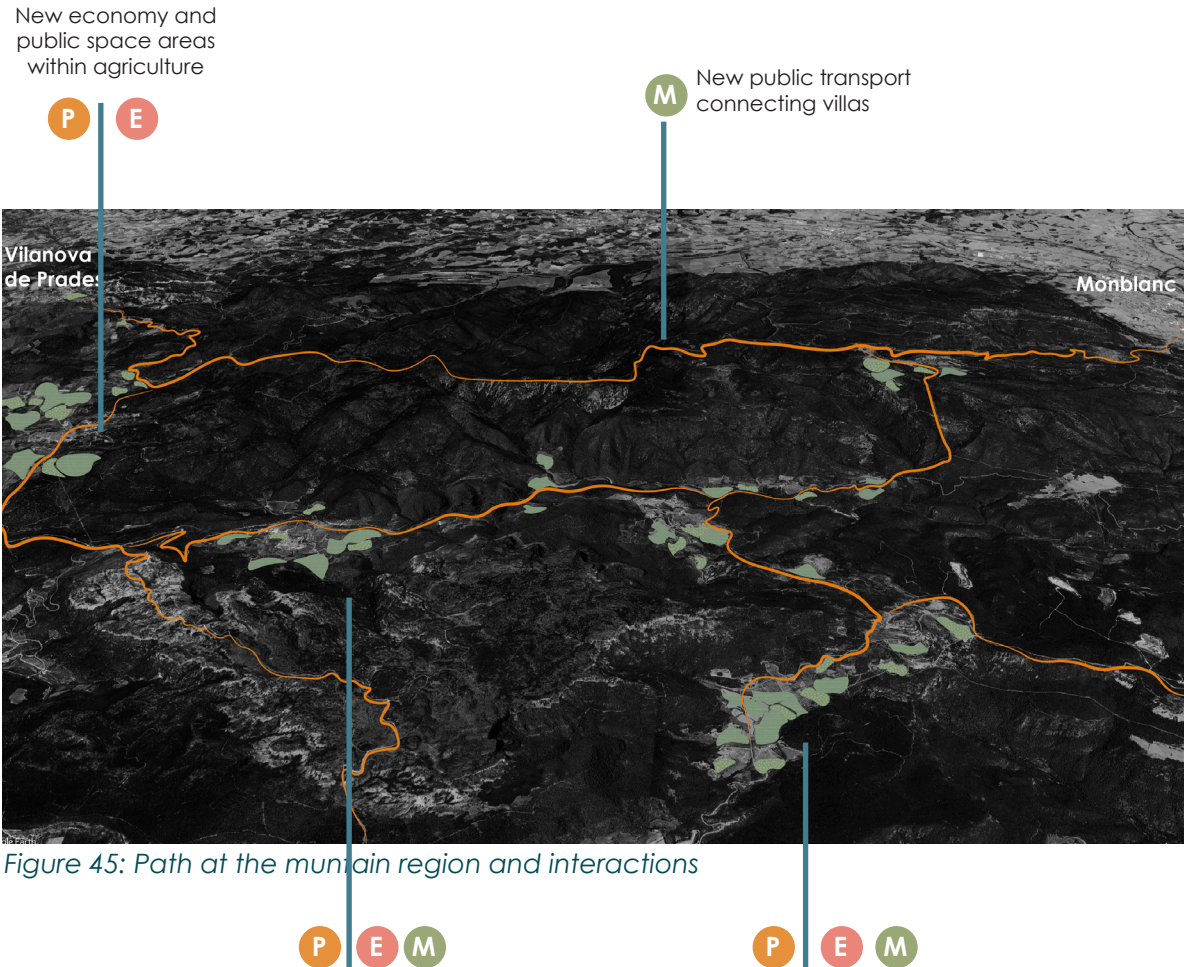 New economy and
public space areas
within agriculture
P E
M
New public transport
connecting villas
Vilanova
de Prades
Monblanc
Figure 45: Path at the muntain region and interactions
P E M
P E M